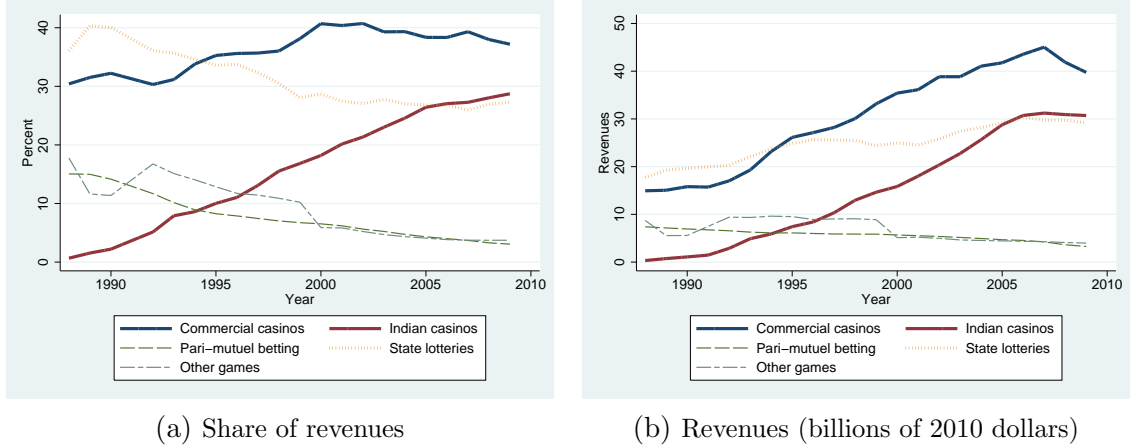 Percent
0
10
20
30
40
1990 1995 2000 2005 2010
Year
Commercial casinos Indian casinos
Pari−mutuel betting State lotteries
Other games
(a) Share of revenues
Revenues
0
10
20
30
40
50
1990 1995 2000 2005 2010
Year
Commercial casinos Indian casinos
Pari−mutuel betting State lotteries
Other games
(b) Revenues (billions of 2010 dollars)